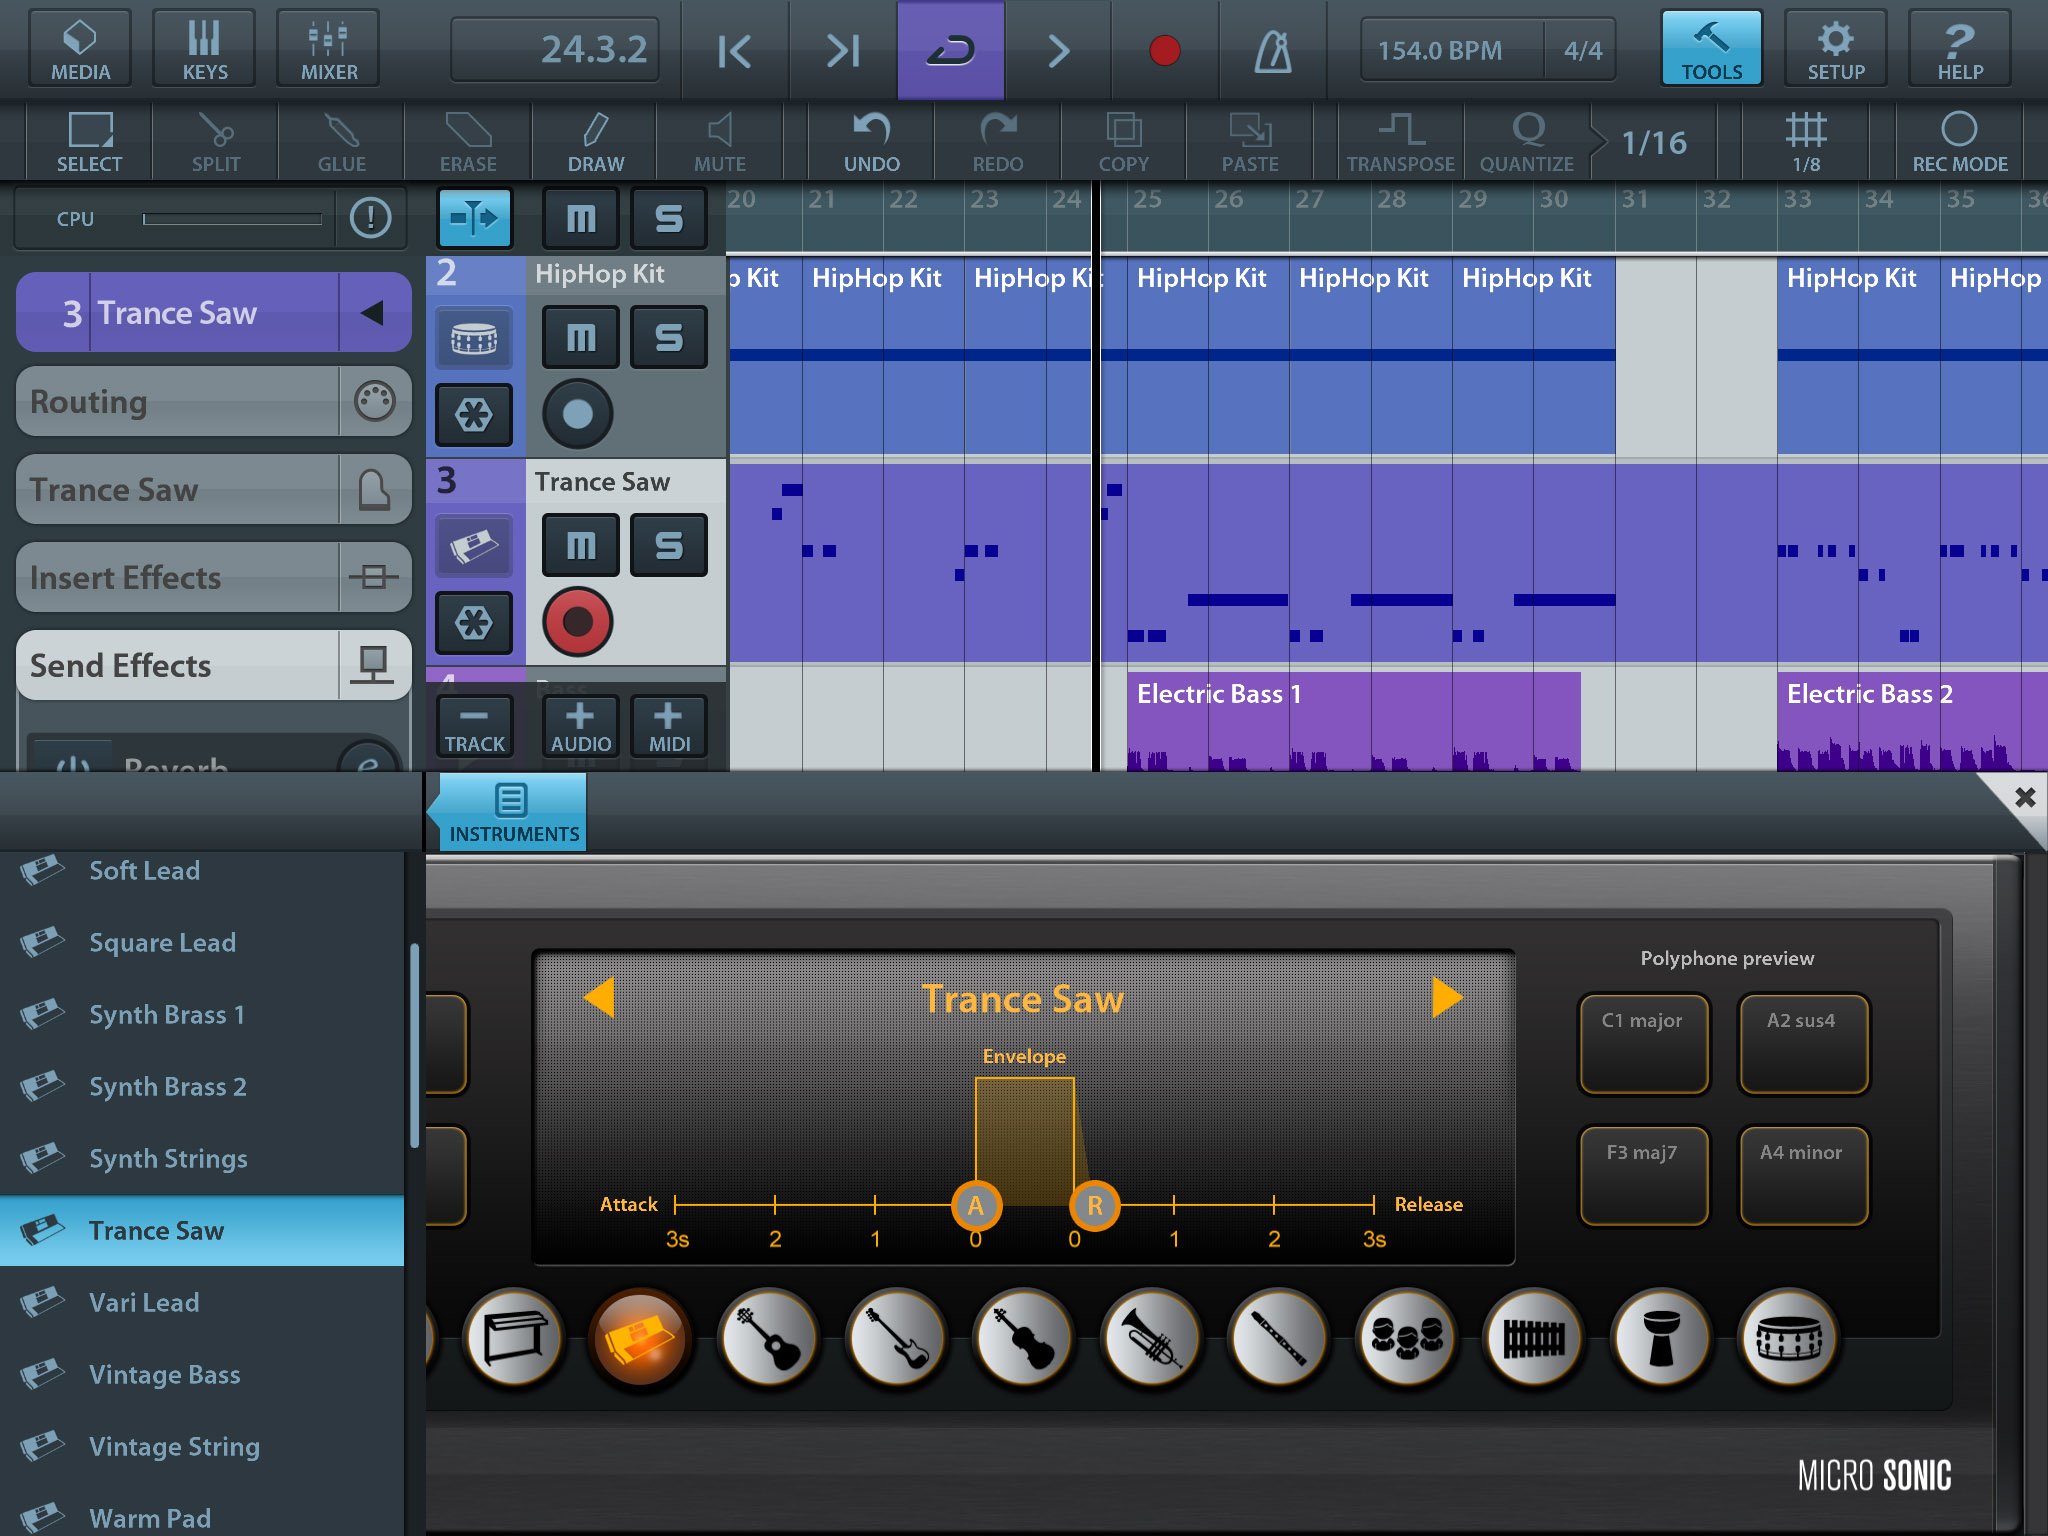 MEDIA
KEYS
MIXER
24.3.2
154.0 BPM
4/4
TOOLS
SETUP
? HELP
SELECT
SPLIT
GLUE
ERASE
DRAW
MUTE
UNDO
REDO
COPY
PASTE
TRANSPOSE
Q QUANTIZE
1/16
1/8
REC MODE
CPU
!
m S
20 21 22 23 24 25 26 27 28 29 30 31 32 33 34 35 36
3 Trance Saw
Routing
Trance Saw
Insert Effects
Send Effects
Reverb
e
2 HipHop Kit
m S
p Kit HipHop Kit HipHop Ki HipHop Kit HipHop Kit HipHop Kit HipHop Kit HipHop
3 Trance Saw
m S
4 Bass
TRACK
AUDIO
MIDI
Electric Bass 1
Electric Bass 2
INSTRUMENTS
Soft Lead
Square Lead
Synth Brass 1
Synth Brass 2
Synth Strings
Trance Saw
Vari Lead
Vintage Bass
Vintage String
Warm Pad
Trance Saw
Envelope
Attack
A
R
Release
3s 2 1 0 0 1 2 3s
Polyphone preview
C1 major
A2 sus4
F3 maj7
A4 minor
MICRO SONIC